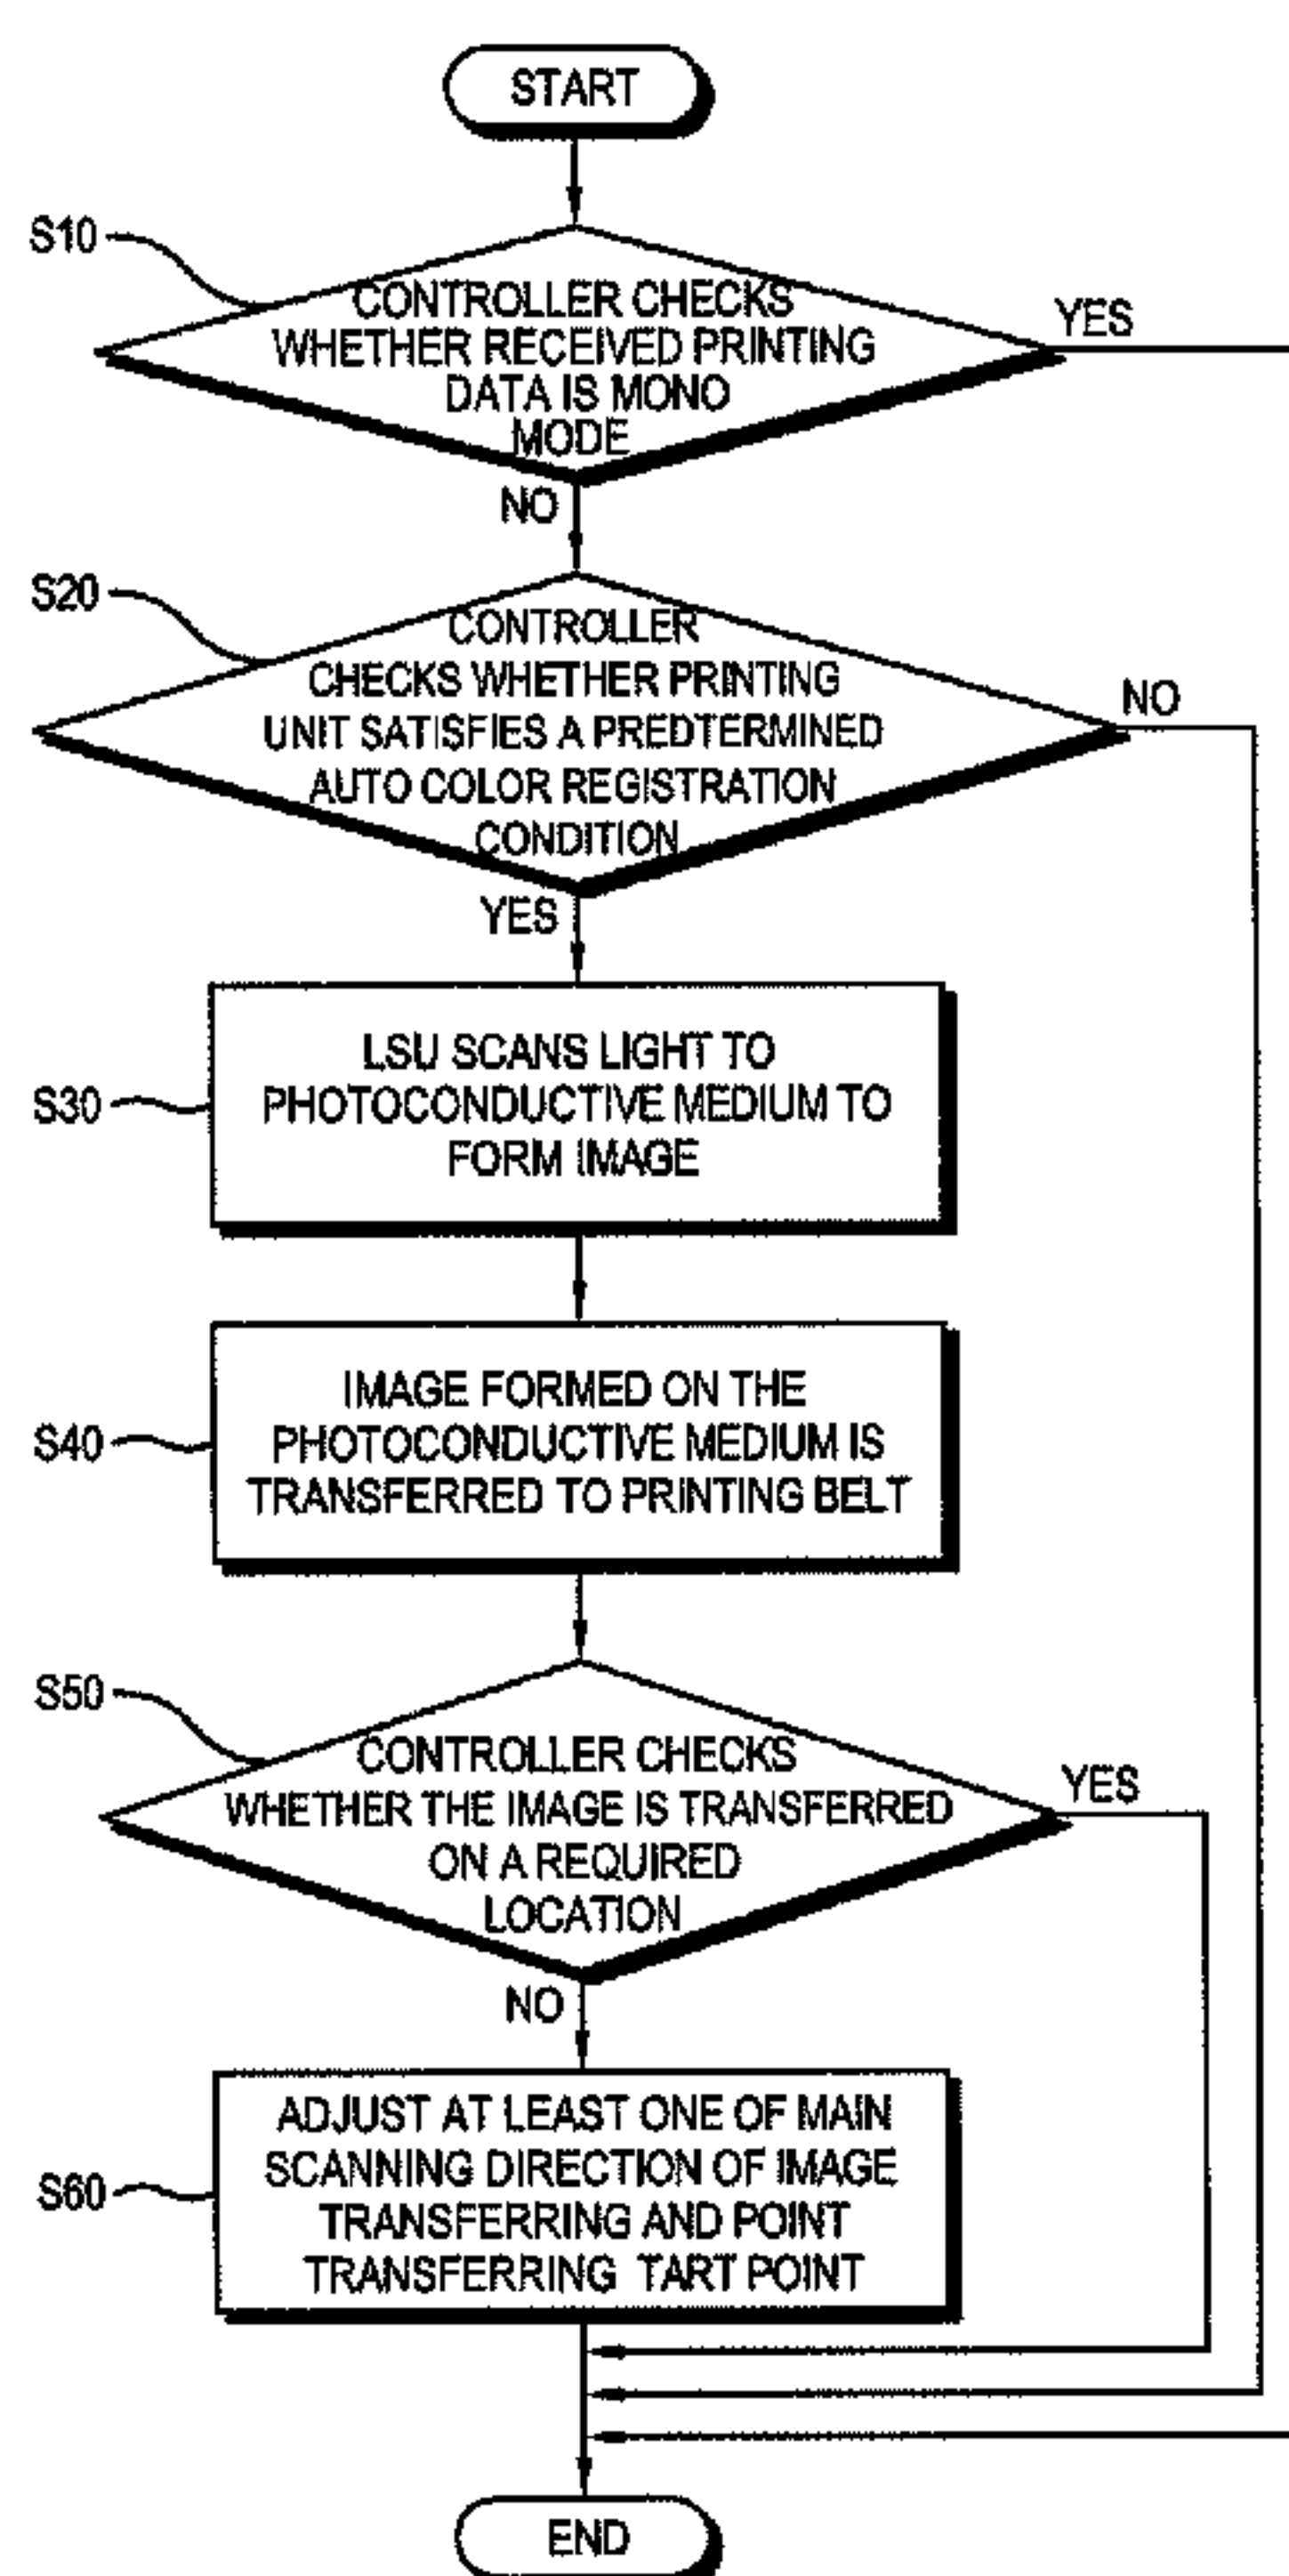 START
S10
CONTROLLER CHECKS
WHETHER RECEIVED PRINTING
DATA IS MONO
MODE
YES
NO
S20
CONTROLLER
CHECKS WHETHER PRINTING
UNIT SATISFIES A PREDTERMINED
AUTO COLOR REGISTRATION
CONDITION
NO
YES
S30
LSU SCANS LIGHT TO
PHOTOCONDUCTIVE MEDIUM TO
FORM IMAGE
S40
IMAGE FORMED ON THE
PHOTOCONDUCTIVE MEDIUM IS
TRANSFERRED TO PRINTING BELT
S50
CONTROLLER CHECKS
WHETHER THE IMAGE IS TRANSFERRED
ON A REQUIRED
LOCATION
YES
NO
S60
ADJUST AT LEAST ONE OF MAIN
SCANNING DIRECTION OF IMAGE
TRANSFERRING AND POINT
TRANSFERRING TART POINT
END